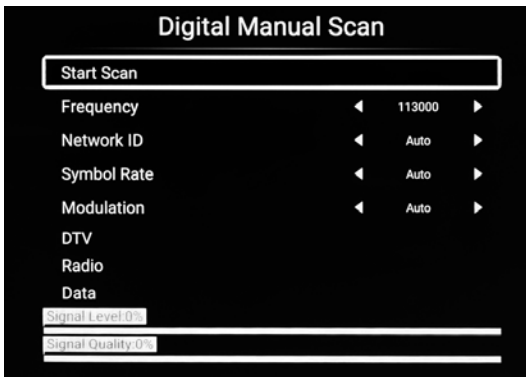 Digital Manual Scan
Start Scan
Frequency 113000
Network ID Auto
Symbol Rate Auto
Modulation Auto
DTV
Radio
Data
Signal Level:0%
Signal Quality:0%